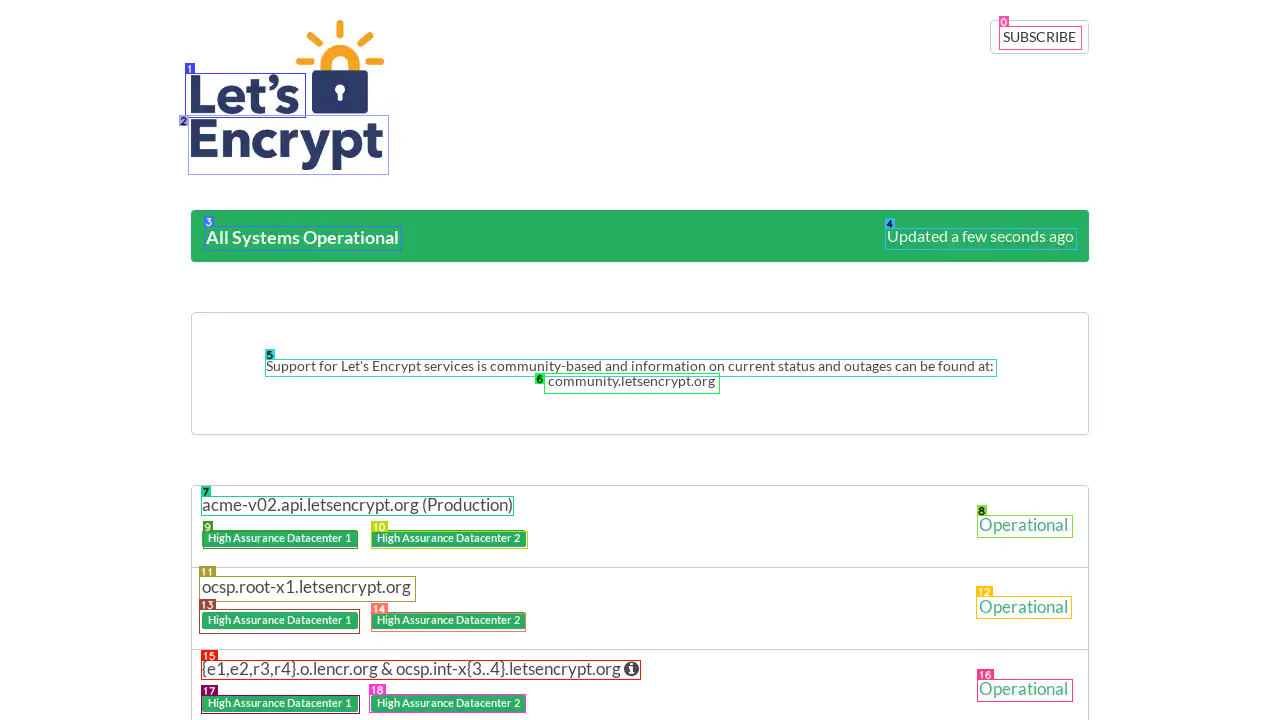 SUBSCRIBE
Let's
Encrypt
All Systems Operational
Updated a few seconds ago
Support for Let's Encrypt services is community-based and information on current status and outages can be found at:
community.letsencrypt.org
acme-v02.api.letsencrypt.org (Production)
Operational
High Assurance Datacenter 1
High Assurance Datacenter 2
ocsp.root-x1.letsencrypt.org
Operational
High Assurance Datacenter 1
High Assurance Datacenter 2
{e1,e2,r3,r4}.o.lencr.org & ocsp.int-x{3..4}.letsencrypt.org
Operational
High Assurance Datacenter 1
High Assurance Datacenter 2